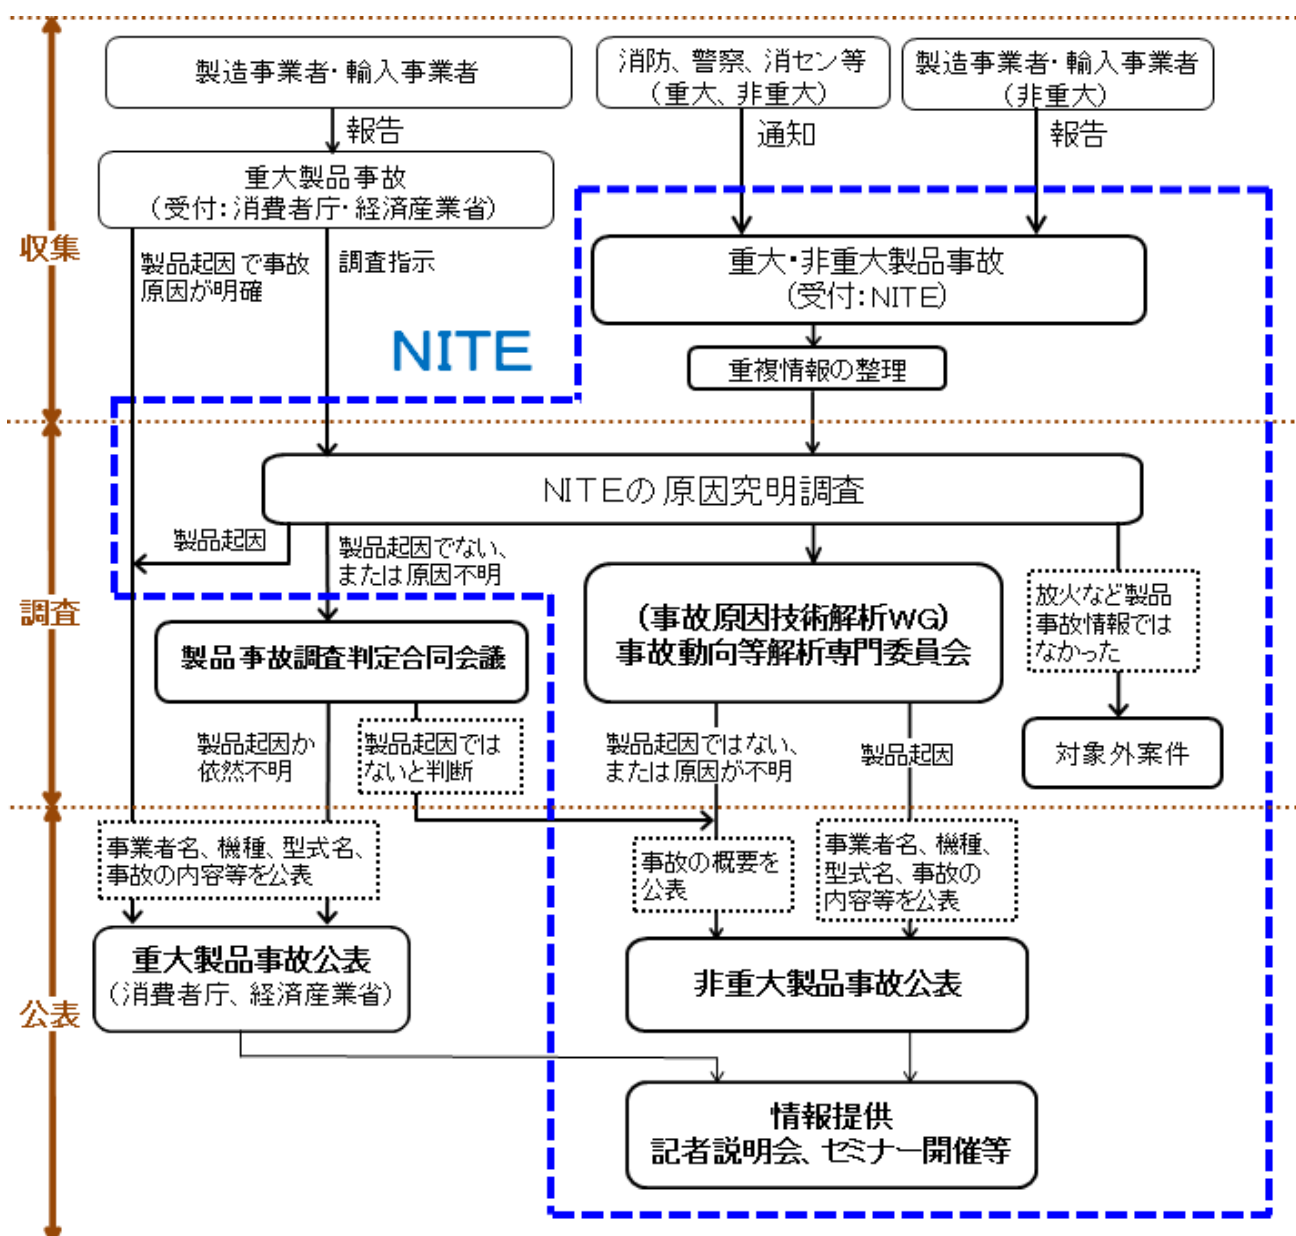 製造事業者・輸入事業者
消防、警察、消セン等
(重大、非重大)
製造事業者・輸入事業者
(非重大)
報告
通知
報告
重大製品事故
(受付：消費者庁・経済産業省)
収集
製品起因で事故
原因が明確
調査指示
重大・非重大製品事故
(受付：NITE)
NITE
重複情報の整理
NITEの原因究明調査
製品起因
製品起因でない、
または原因不明
調査
(事故原因技術解析WG)
事故動向等解析専門委員会
放火など製品
事故情報では
なかった
製品事故調査判定合同会議
製品起因か
依然不明
製品起因では
ないと判断
製品起因ではない、
または原因が不明
製品起因
対象外案件
事業者名、機種、型式名、
事故の内容等を公表
事故の概要を
公表
事業者名、機種、
型式名、事故の
内容等を公表
公表
重大製品事故公表
(消費者庁、経済産業省)
非重大製品事故公表
情報提供
記者説明会、セミナー開催等